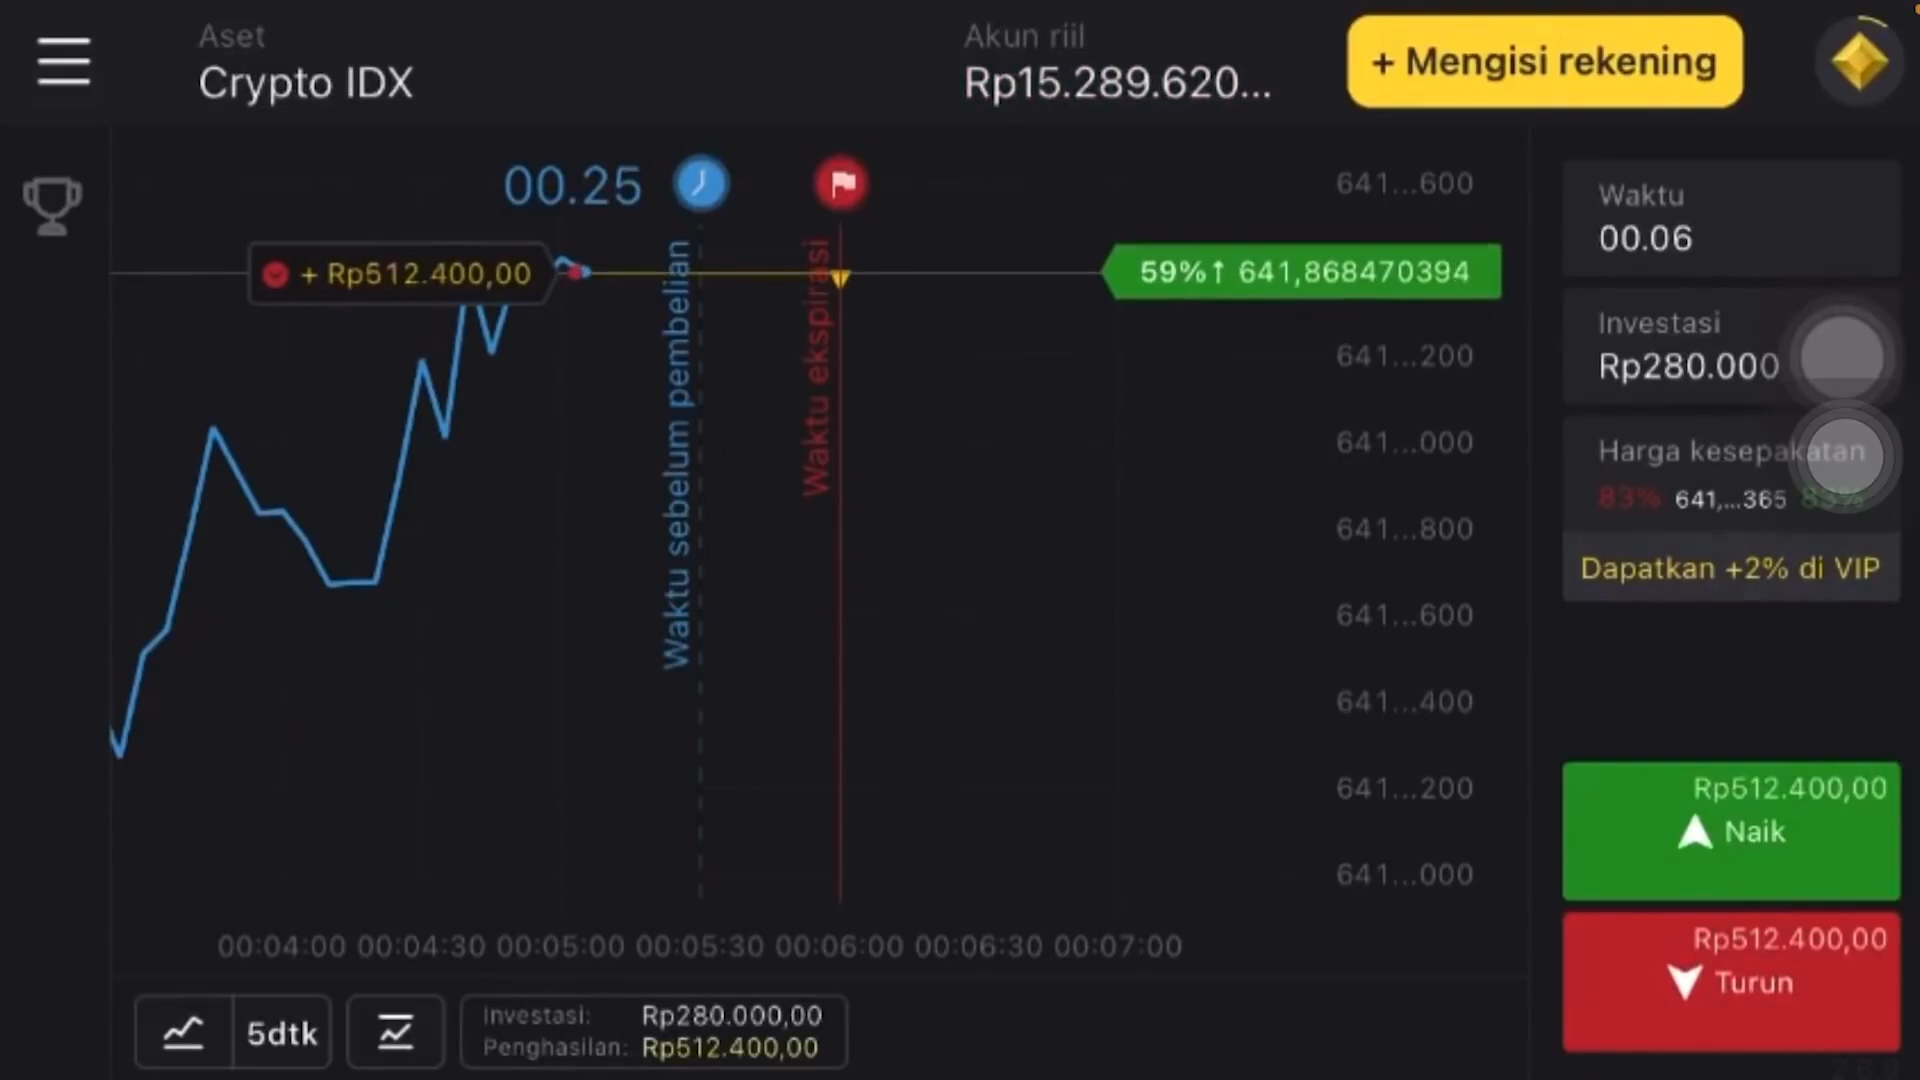 Aset
Crypto IDX
Akun riil
Rp15.289.620...
+ Mengisi rekening
00.25
641...600
+ Rp512.400,00
59%↑ 641,868470394
Waktu sebelum pembelian
Waktu ekspirasi
641...200
641...000
641...800
641...600
641...400
641...200
641...000
00:04:00 00:04:30 00:05:00 00:05:30 00:06:00 00:06:30 00:07:00
5dtk
Investasi: Rp280.000,00
Penghasilan: Rp512.400,00
Waktu
00.06
Investasi
Rp280.000
Harga kesepakatan
83% 641,...365 83%
Dapatkan +2% di VIP
Rp512.400,00
Naik
Rp512.400,00
Turun